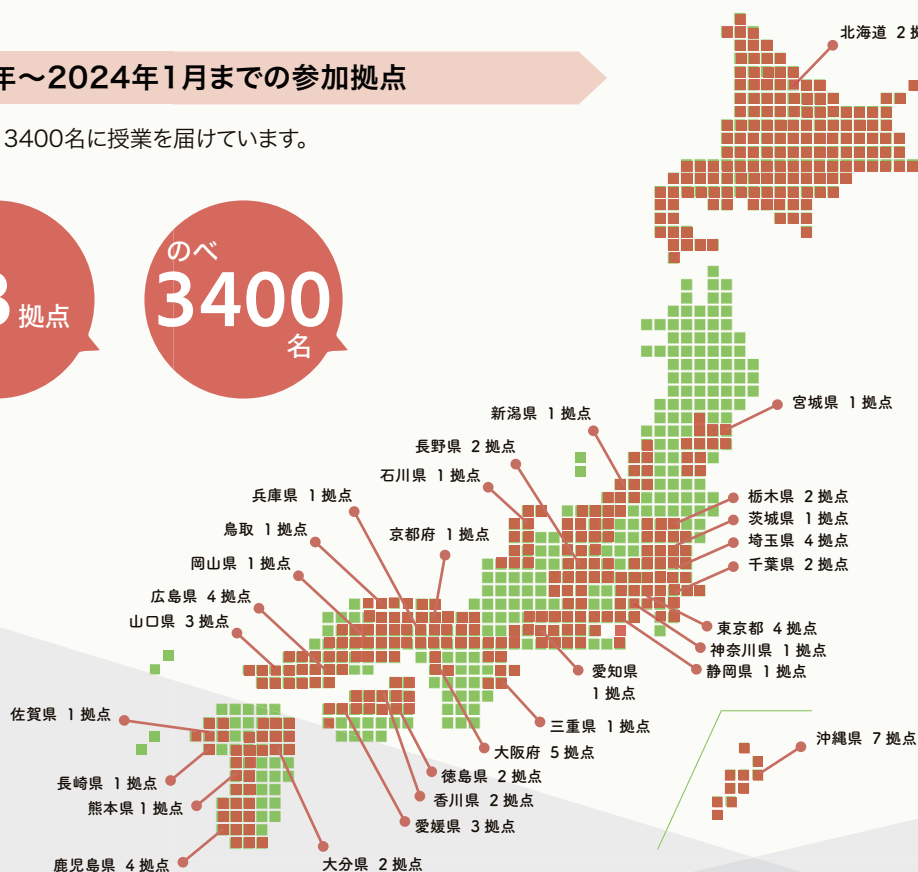 北海道 2拠
年～2024年1月までの参加拠点
3400名に授業を届けています。
3拠点
のべ
3400
名
宮城県 1拠点
新潟県 1拠点
長野県 2拠点
石川県 1拠点
兵庫県 1拠点
栃木県 2拠点
茨城県 1拠点
鳥取 1拠点
京都府 1拠点
埼玉県 4拠点
岡山県 1拠点
千葉県 2拠点
広島県 4拠点
山口県 3拠点
東京都 4拠点
神奈川県 1拠点
静岡県 1拠点
愛知県
1拠点
佐賀県 1拠点
三重県 1拠点
沖縄県 7拠点
大阪府 5拠点
徳島県 2拠点
長崎県 1拠点
香川県 2拠点
熊本県1拠点
愛媛県 3拠点
鹿児島県 4拠点
大分県 2拠点